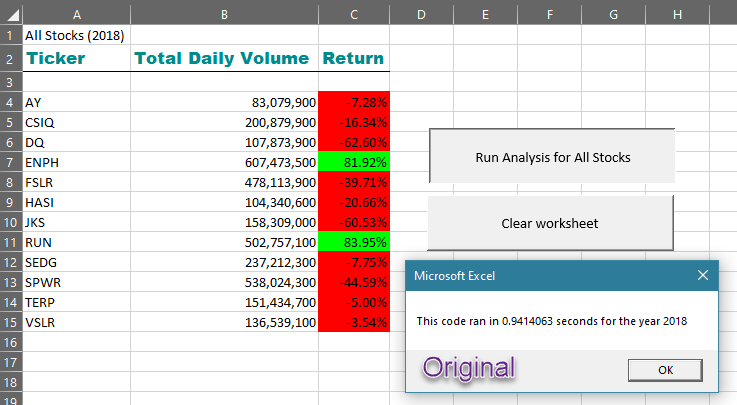 A B C D E F G H
1 All Stocks (2018)
2 Ticker Total Daily Volume Return
3
4 AY 83,079,900 -7.28%
5 CSIQ 200,879,900 -16.34%
6 DQ 107,873,900 -62.60%
7 ENPH 607,473,500 81.92%
8 FSLR 478,113,900 -39.71%
9 HASI 104,340,600 -20.66%
10 JKS 158,309,000 -60.53%
11 RUN 502,757,100 83.95%
12 SEDG 237,212,300 -7.75%
13 SPWR 538,024,300 -44.59%
14 TERP 151,434,700 -5.00%
15 VSLR 136,539,100 -3.54%
16
17
18
19
Run Analysis for All Stocks
Clear worksheet
Microsoft Excel
This code ran in 0.9414063 seconds for the year 2018
Original
OK